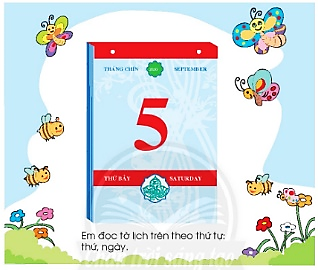 THÁNG CHÍN SEPTEMBER
5
THỨ BẢY SATURDAY
Em đọc tờ lịch trên theo thứ tự:
thứ, ngày.